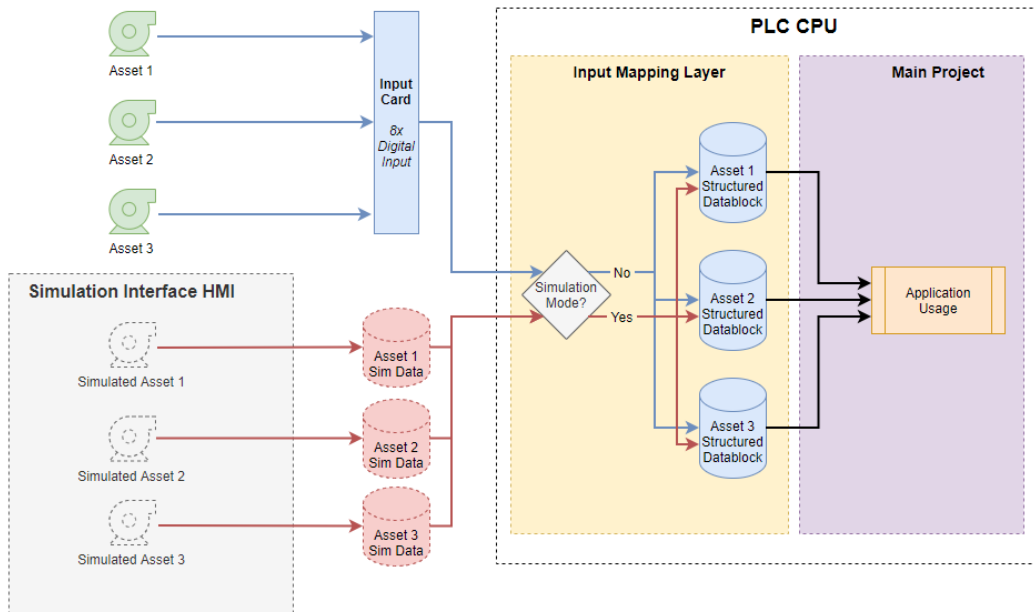 PLC CPU
Asset 1
Asset 2
Asset 3
Input
Card
8x
Digital
Input
Input Mapping Layer
Main Project
Asset 1
Structured
Datablock
Simulation
Mode?
No
Yes
Asset 2
Structured
Datablock
Asset 3
Structured
Datablock
Application
Usage
Simulation Interface HMI
Simulated Asset 1
Asset 1
Sim Data
Simulated Asset 2
Asset 2
Sim Data
Simulated Asset 3
Asset 3
Sim Data